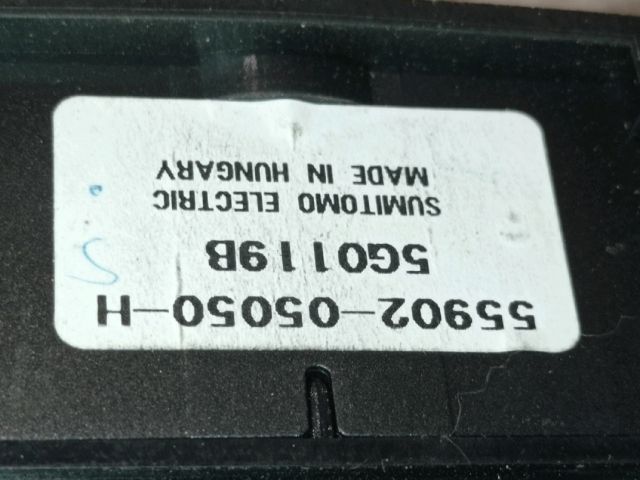 55902-05050-H
5G0119B
SUMITOMO ELECTRIC
MADE IN HUNGARY